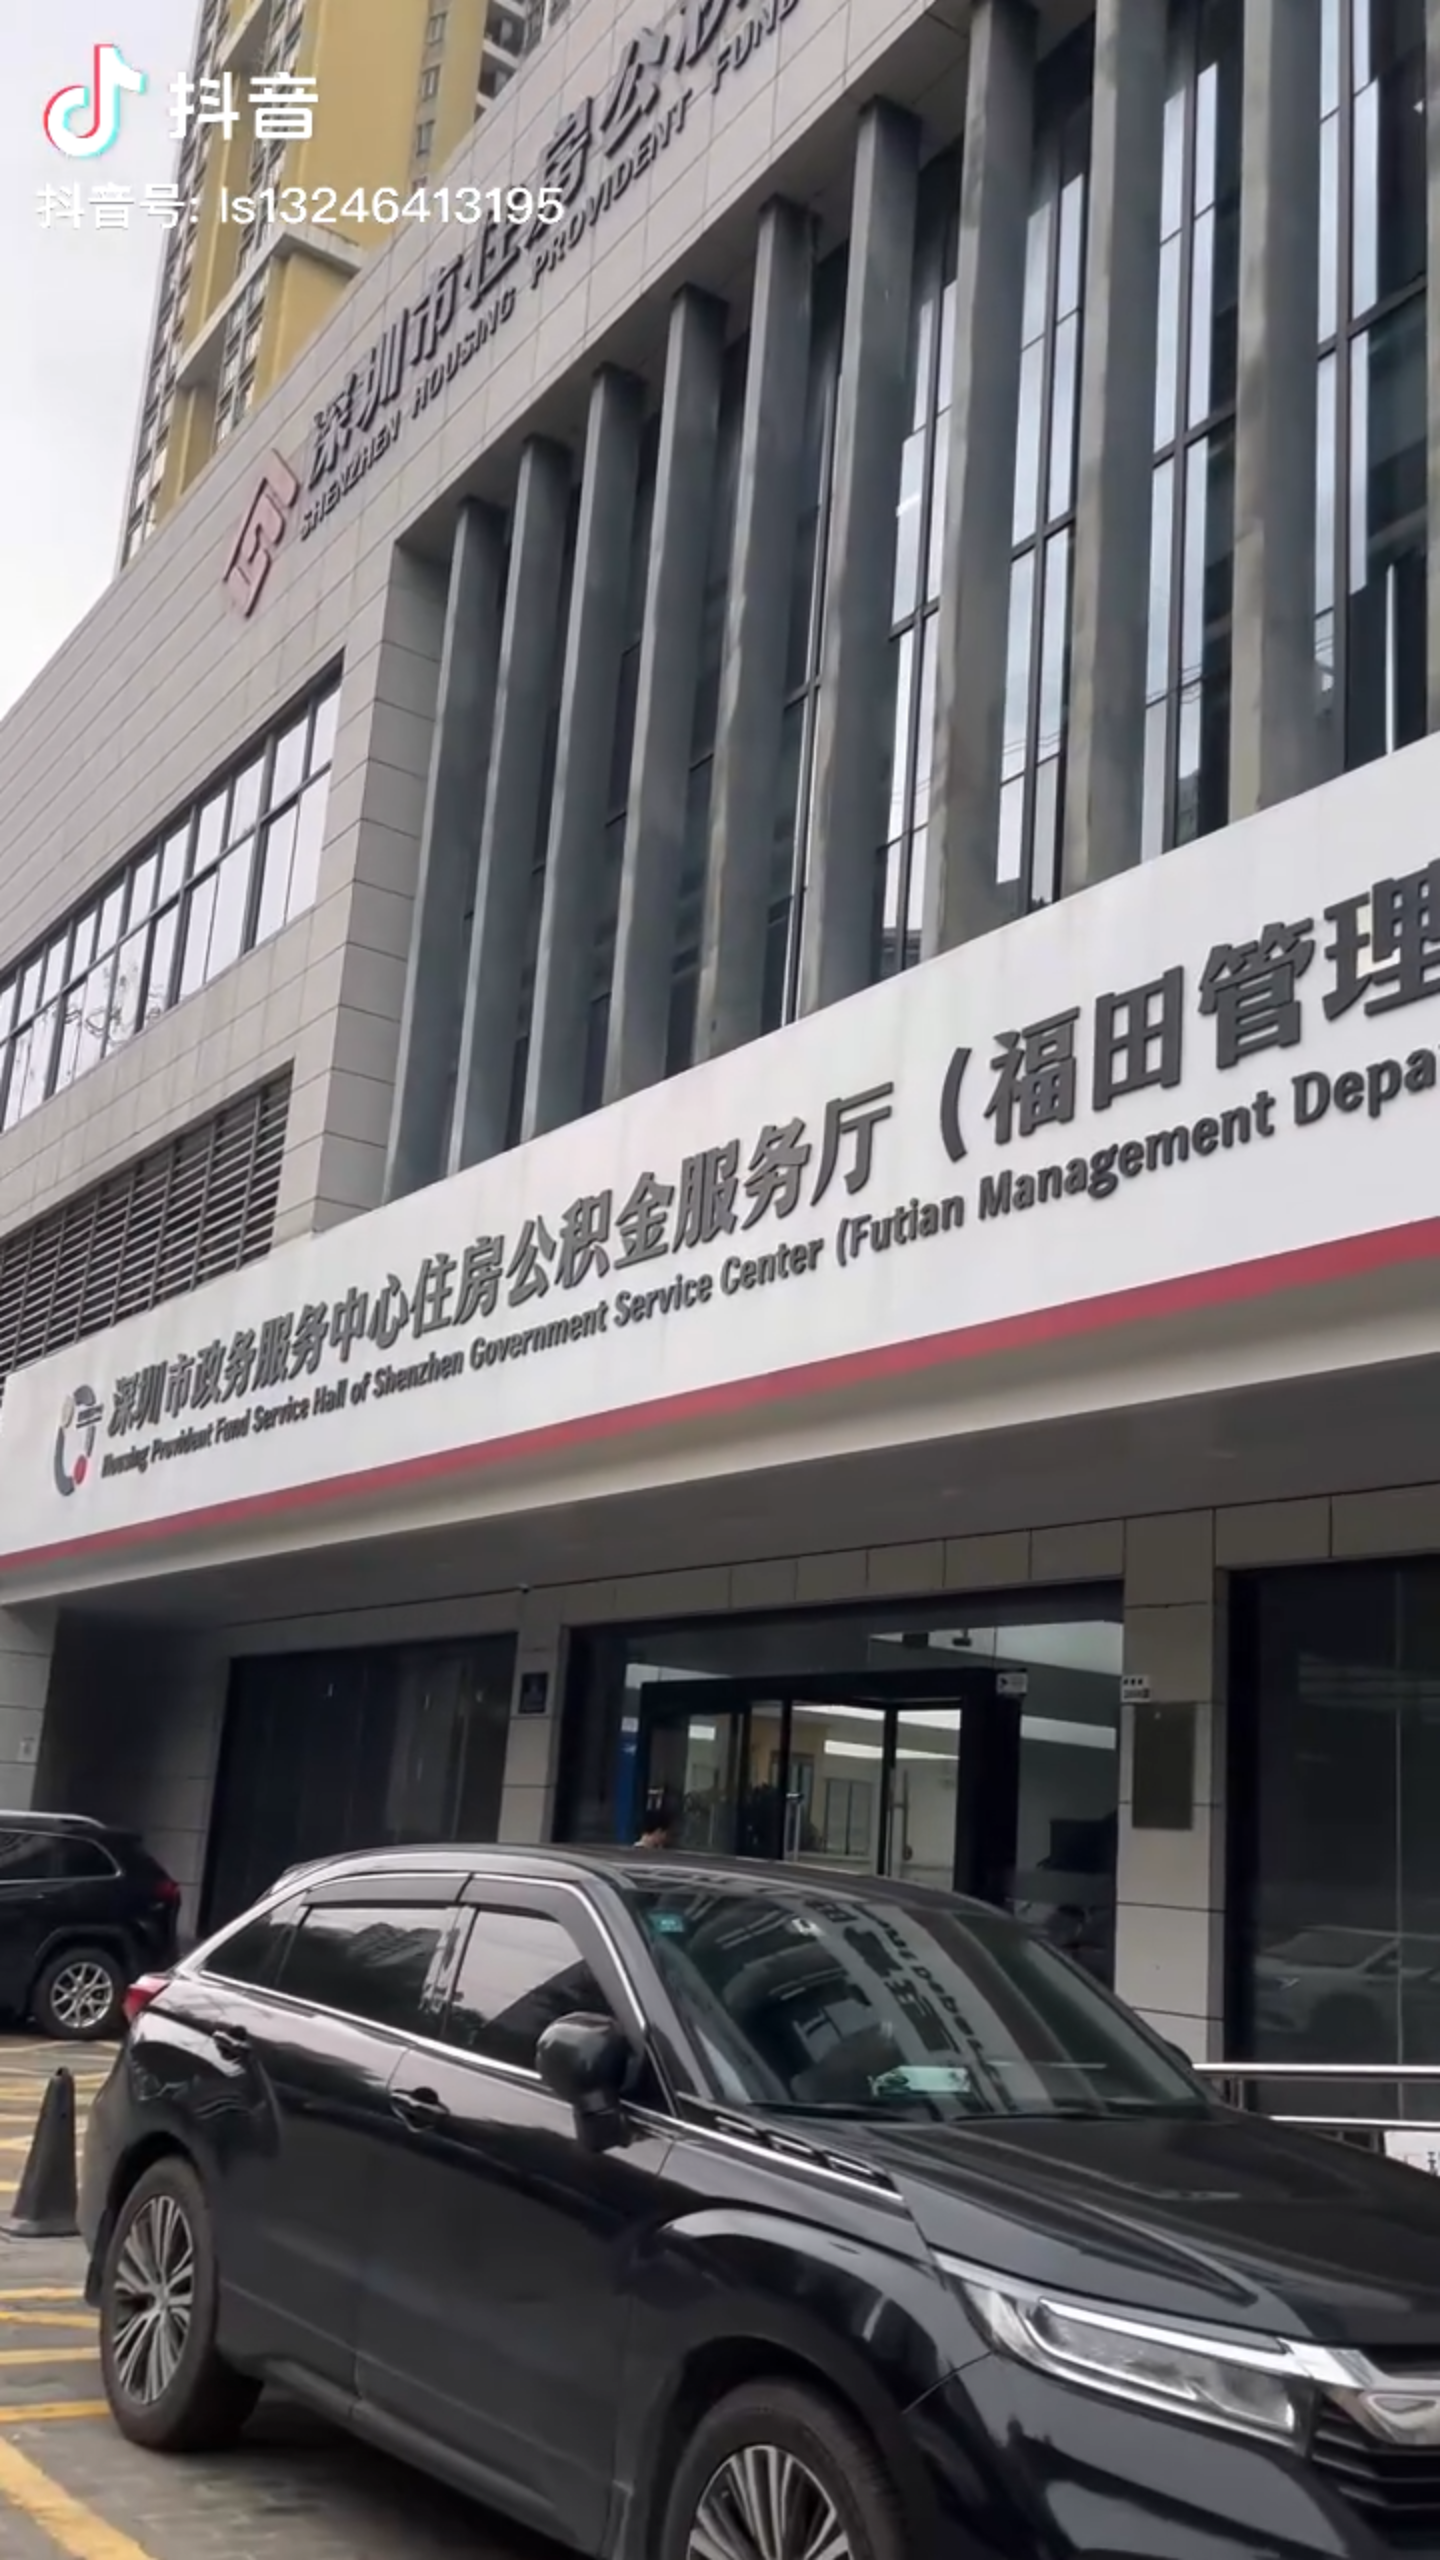 抖音
抖音号: ls13246413195
深圳市住房公积
SHENZHEN HOUSING PROVIDENT FUND
深圳市政务服务中心住房公积金服务厅（福田管理
Housing Provident Fund Service Hall of Shenzhen Government Service Center (Futian Management Depa